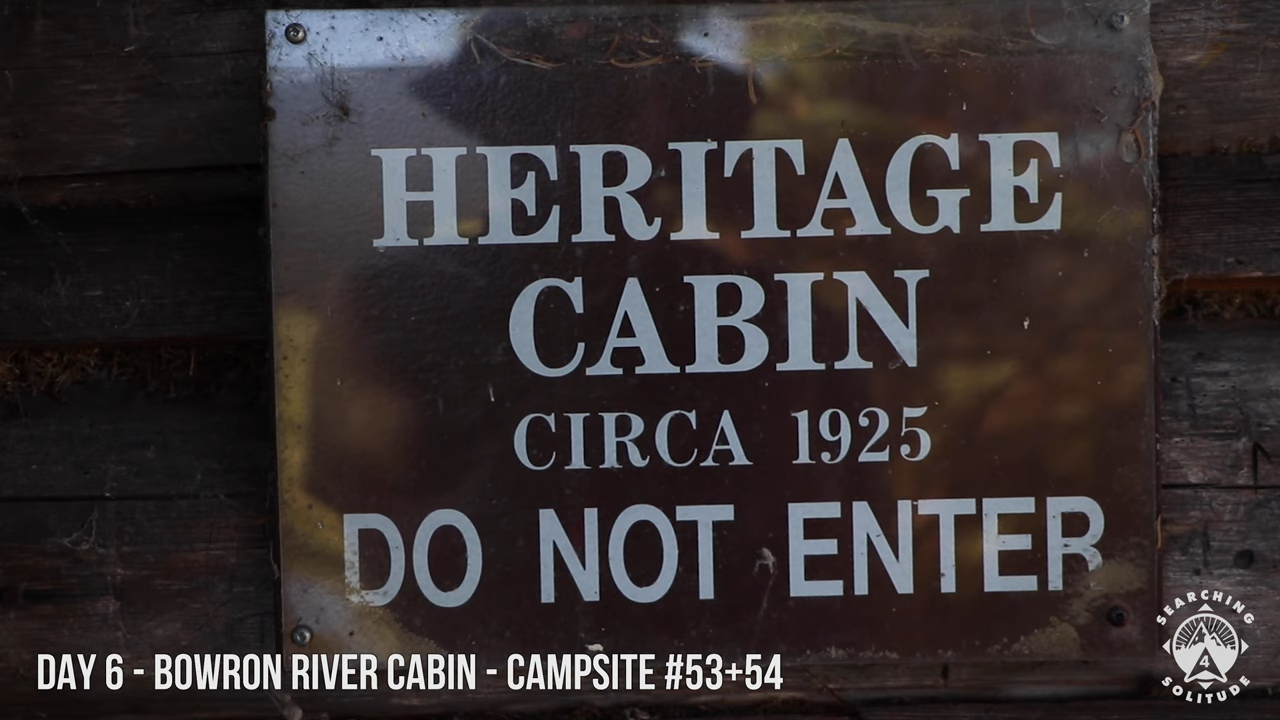 HERITAGE
CABIN
CIRCA 1925
DO NOT ENTER
DAY 6 - BOWRON RIVER CABIN - CAMPSITE #53+54
SEARCHING
4
SOLITUDE